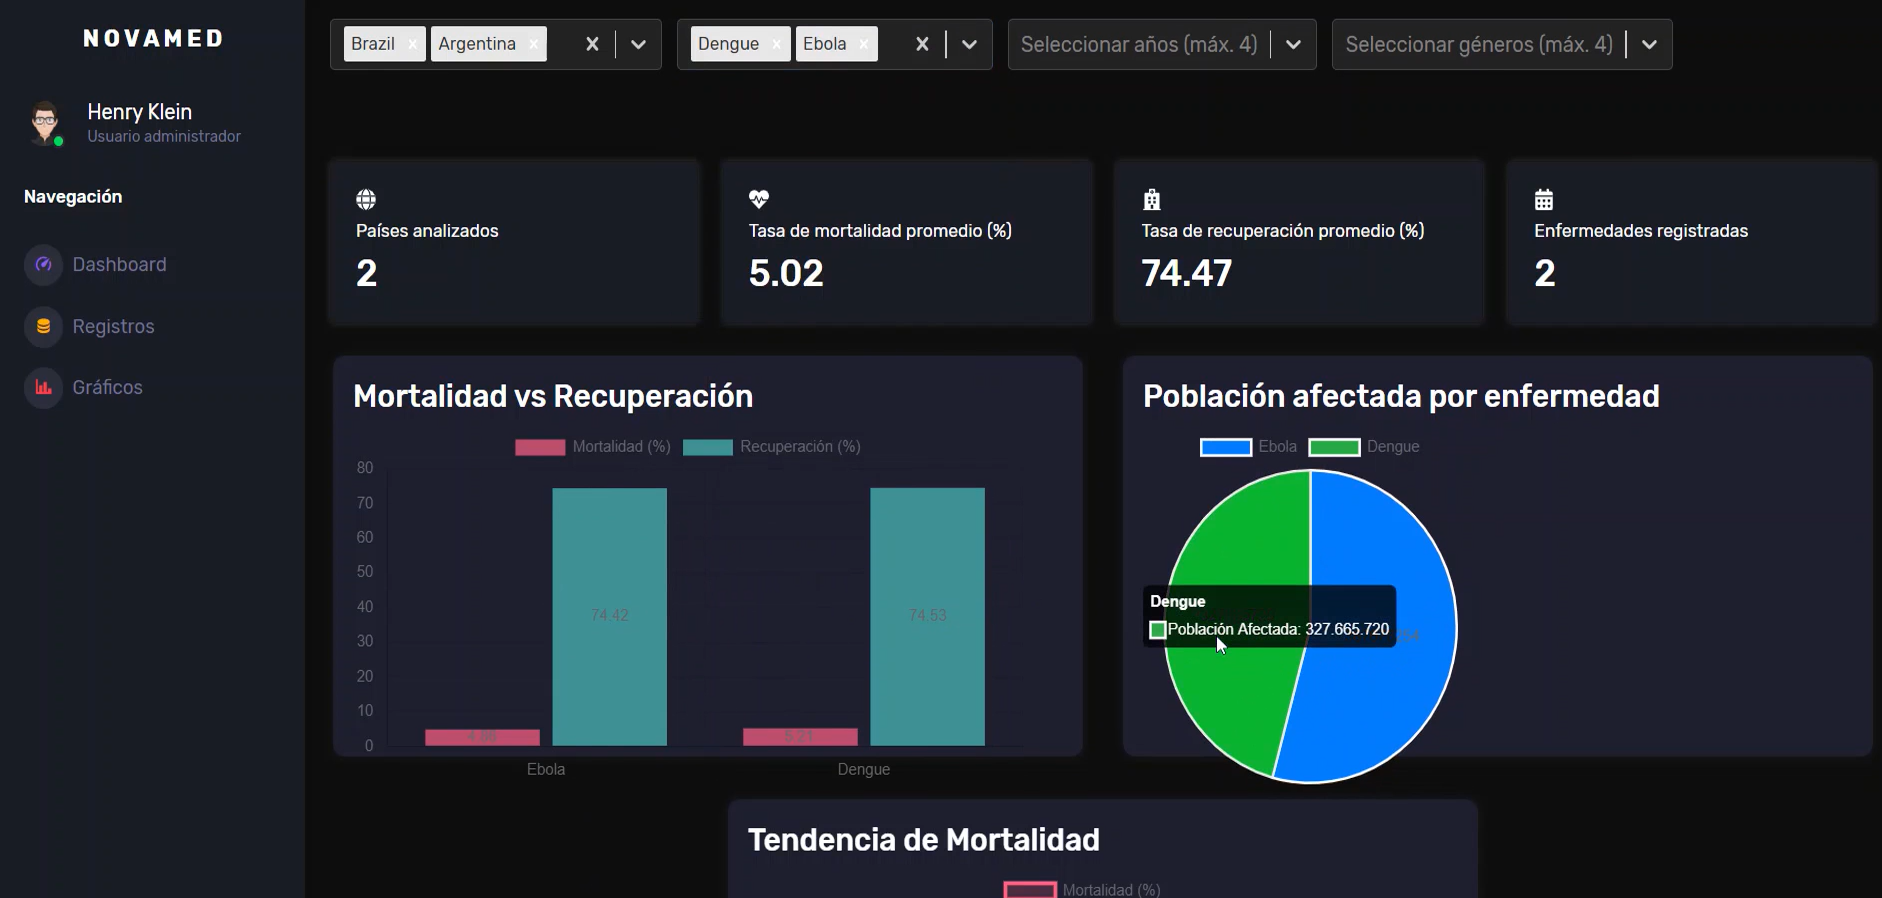 NOVAMED
Henry Klein
Usuario administrador
Navegación
Dashboard
Registros
Gráficos
Brazil × Argentina ×
Dengue × Ebola ×
Seleccionar años (máx. 4)
Seleccionar géneros (máx. 4)
Países analizados
2
Tasa de mortalidad promedio (%)
5.02
Tasa de recuperación promedio (%)
74.47
Enfermedades registradas
2
Mortalidad vs Recuperación
Mortalidad (%) Recuperación (%)
80
70
60
50
40
30
20
10
0
74.42
74.53
5.21
Ebola
Dengue
Población afectada por enfermedad
Ebola Dengue
Dengue
Población Afectada: 327.665.720
Tendencia de Mortalidad
Mortalidad (%)